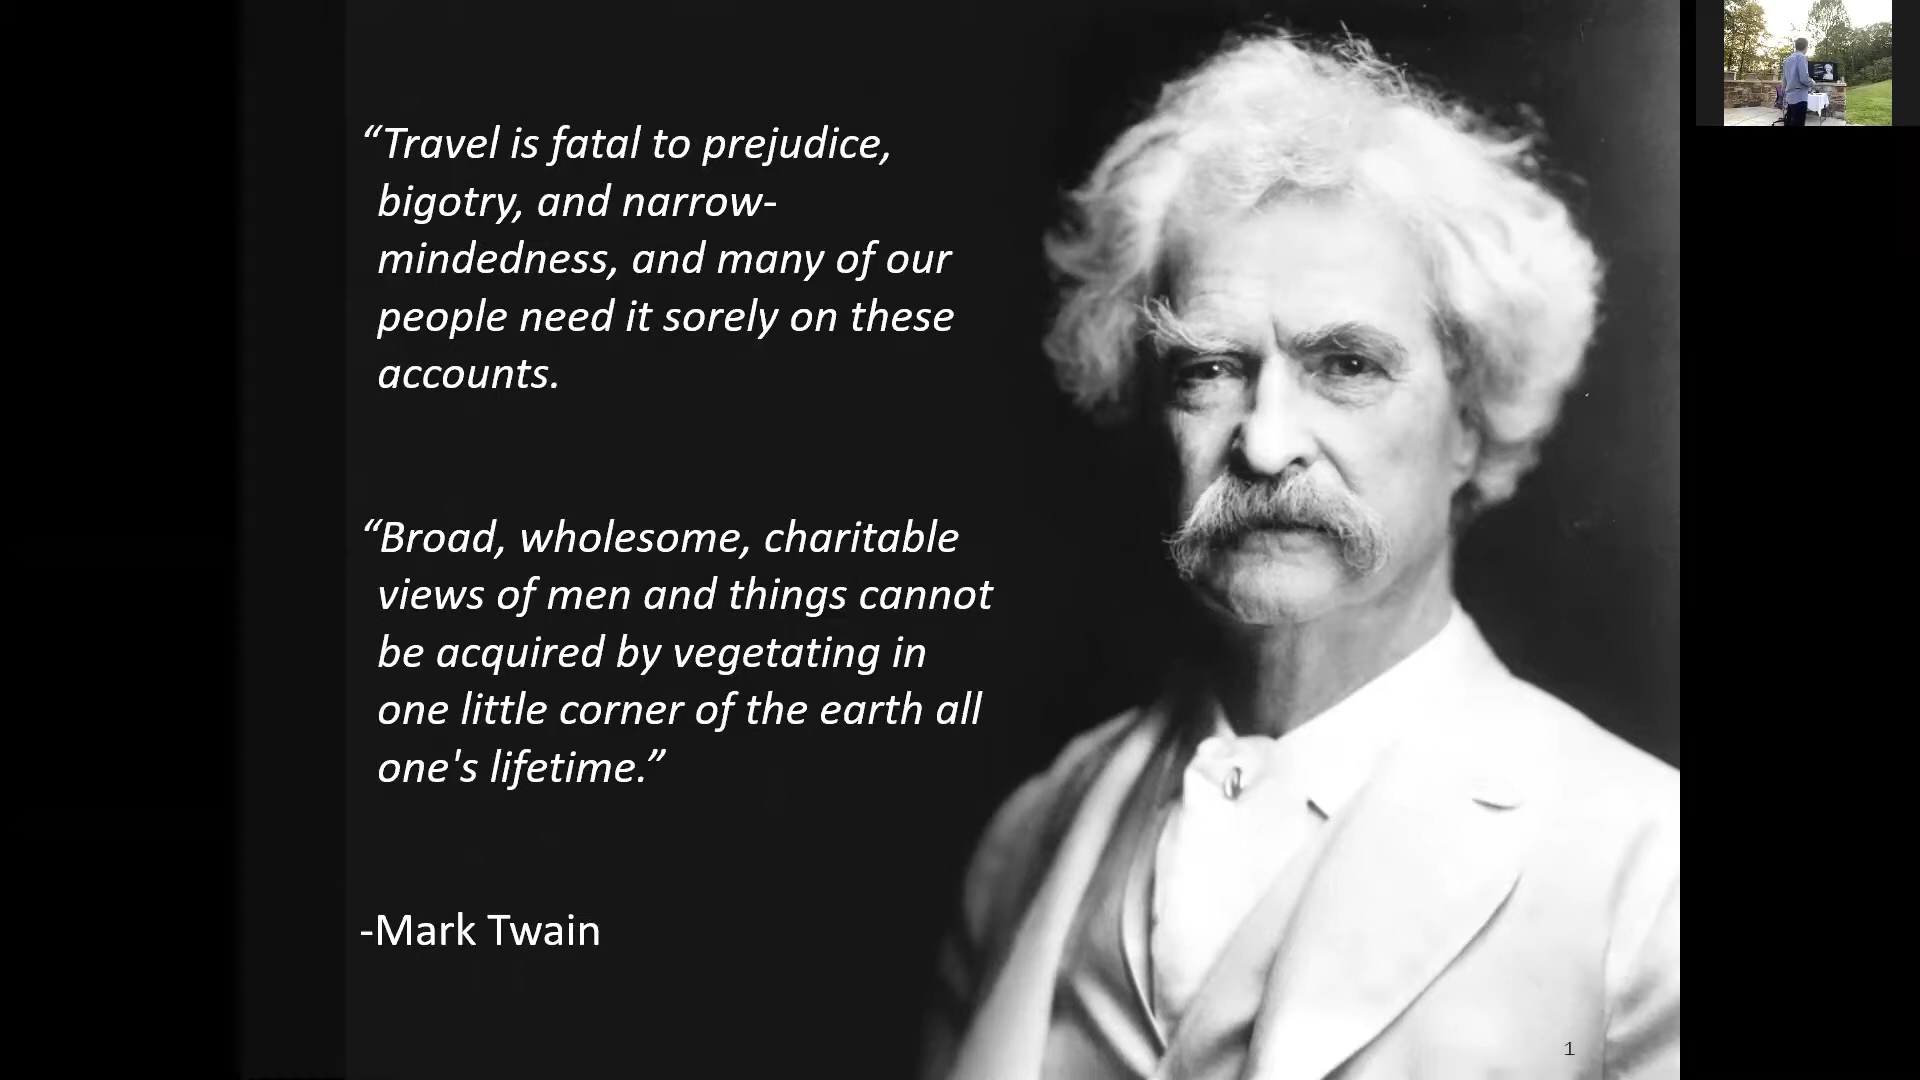 “Travel is fatal to prejudice,
bigotry, and narrow-
mindedness, and many of our
people need it sorely on these
accounts.
“Broad, wholesome, charitable
views of men and things cannot
be acquired by vegetating in
one little corner of the earth all
one's lifetime.”
-Mark Twain
1